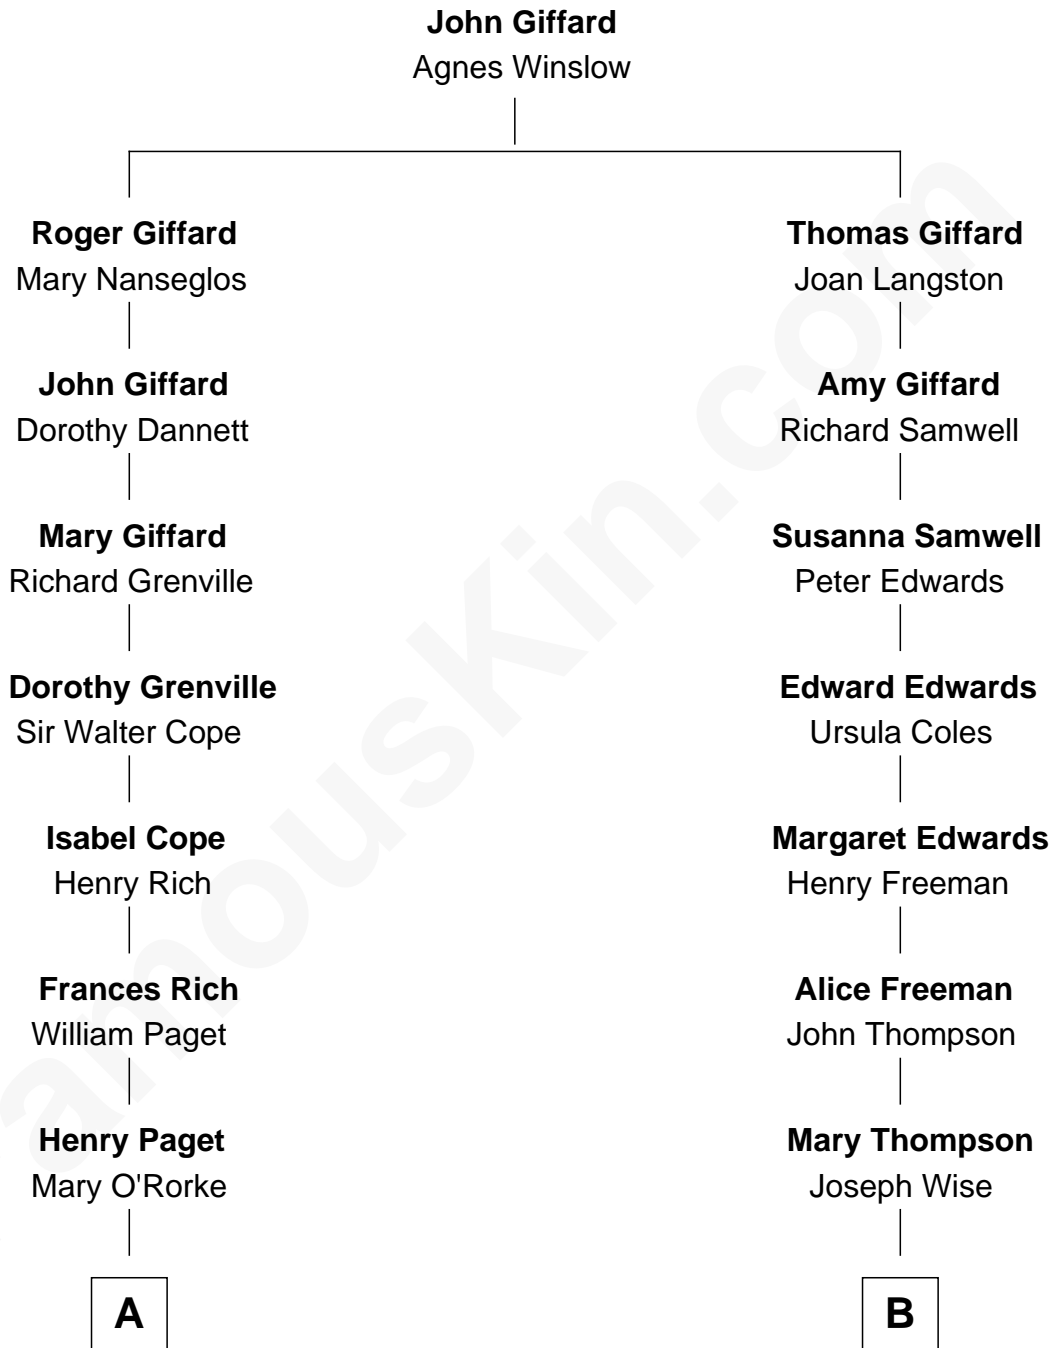 John Giffard
Agnes Winslow
Roger Giffard
Mary Nanseglos
Thomas Giffard
Joan Langston
John Giffard
Dorothy Dannett
Amy Giffard
Richard Samwell
Mary Giffard
Richard Grenville
Susanna Samwell
Peter Edwards
Dorothy Grenville
Sir Walter Cope
Edward Edwards
Ursula Coles
Isabel Cope
Henry Rich
Margaret Edwards
Henry Freeman
Frances Rich
William Paget
Alice Freeman
John Thompson
Henry Paget
Mary O'Rorke
Mary Thompson
Joseph Wise
A
B
amousKin.com